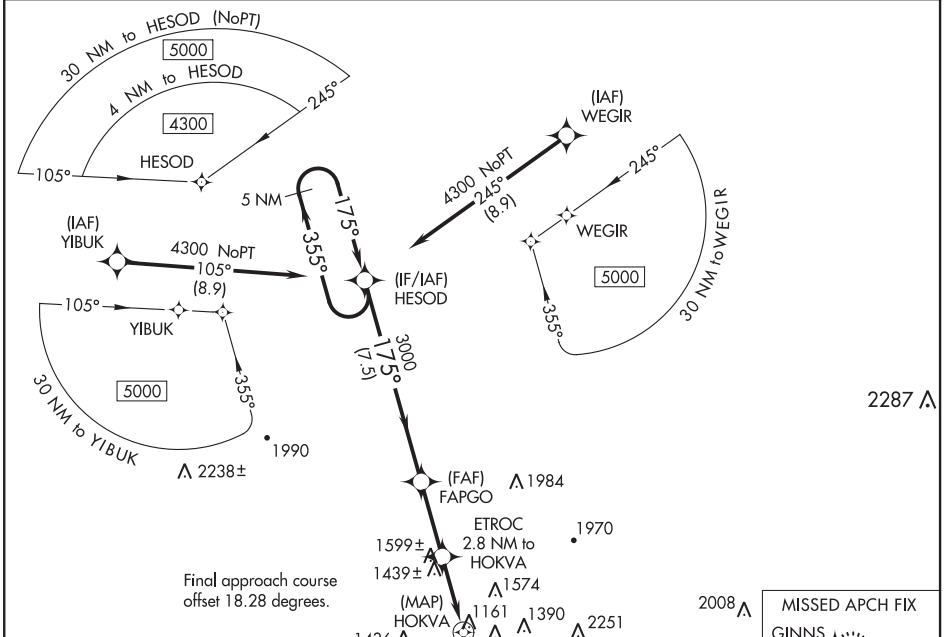 30 NM to HESOD (NoPT)
5000
4 NM to HESOD
4300
245°
105°
HESOD
(IAF)
WEGIR
4300 NoPT
245°
(8.9)
245°
WEGIR
5000
355°
30 NM to WEGIR
5 NM
175°
355°
(IAF)
YIBUK
4300 NoPT
105°
(8.9)
(IF/IAF)
HESOD
105°
YIBUK
5000
355°
30 NM to YIBUK
3000
175°
(7.5)
2287
1990
2238±
(FAF)
FAPGO
1984
ETROC
2.8 NM to
HOKVA
1970
1599±
1439±
Final approach course
offset 18.28 degrees.
1574
(MAP)
HOKVA
1161
1390
2251
2008
MISSED APCH FIX
GINNS